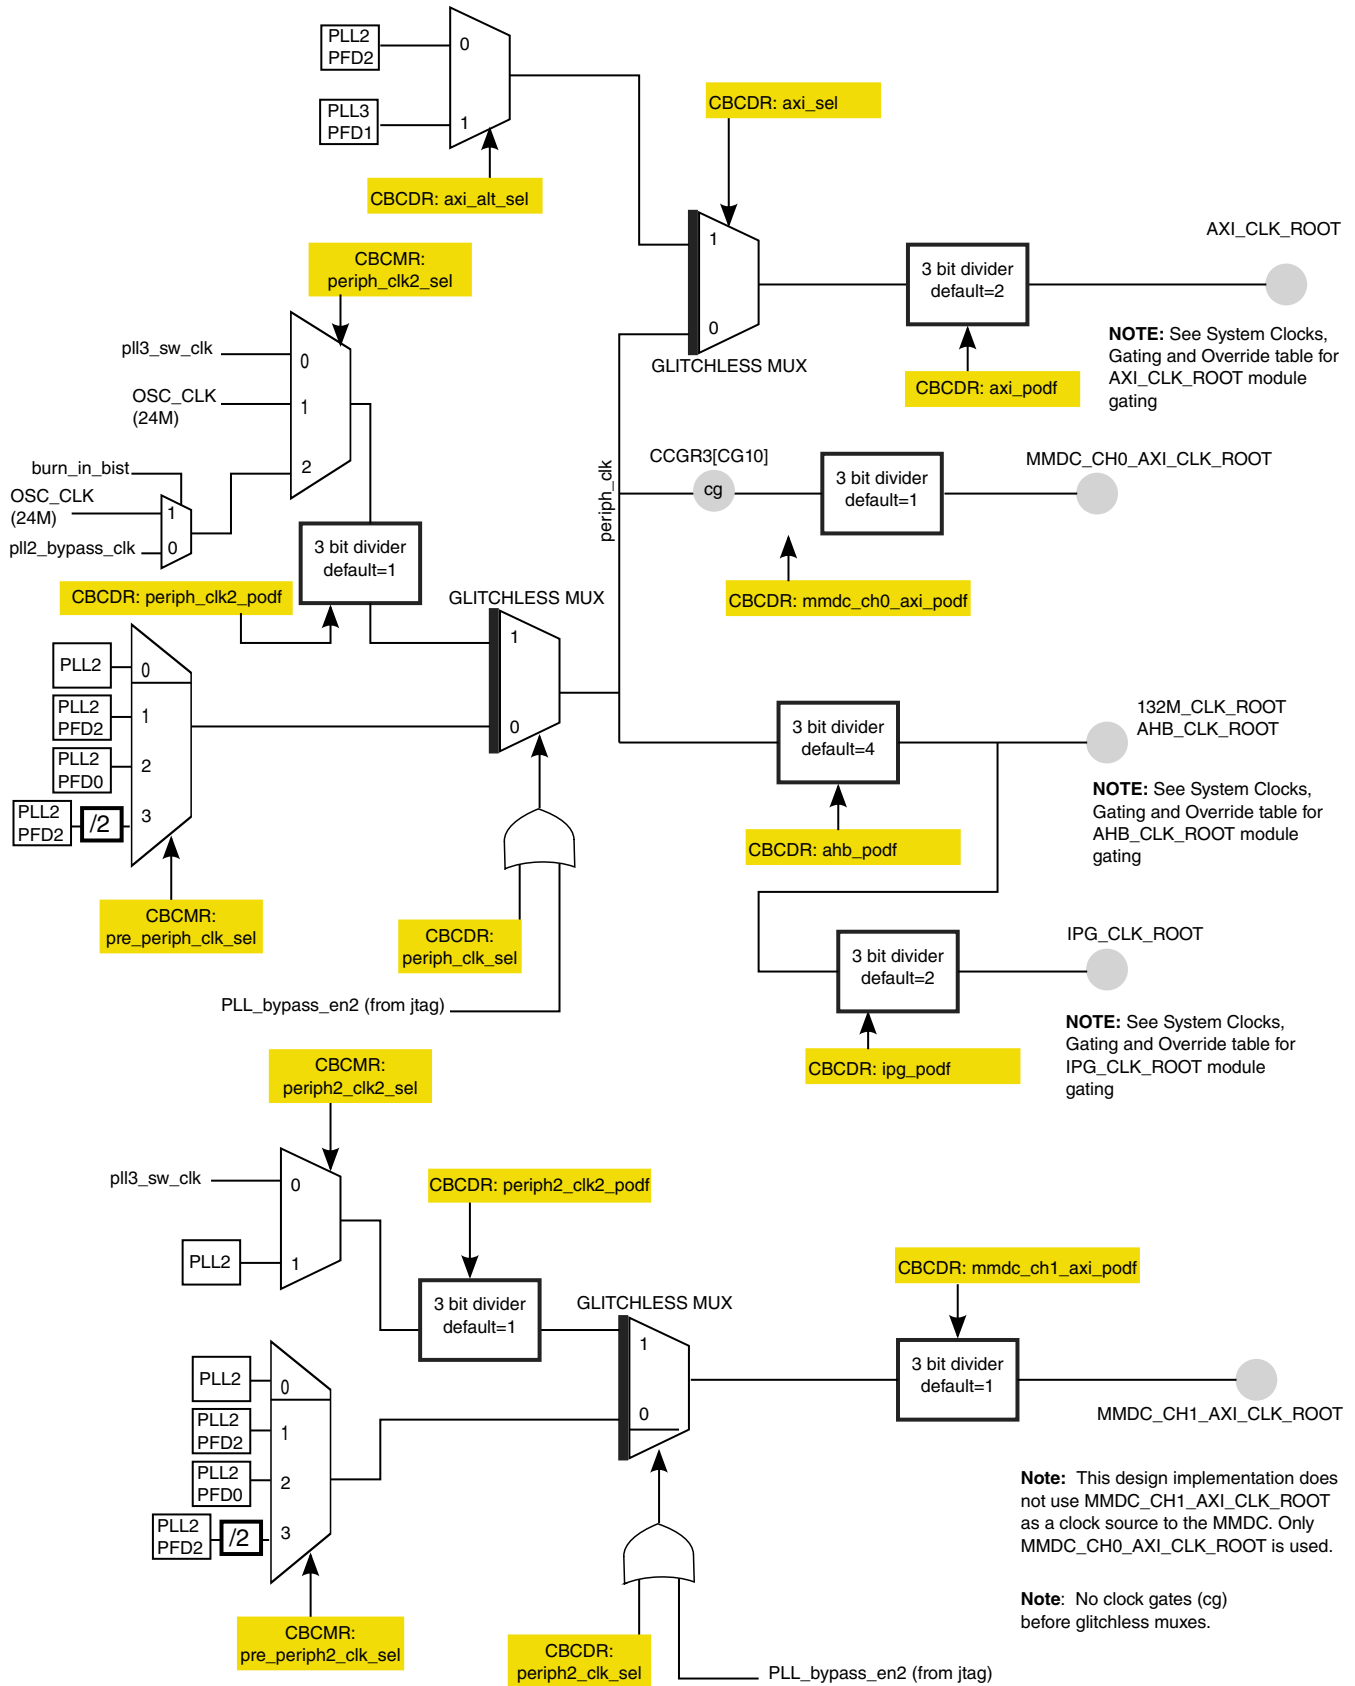 PLL2
PFD2
0
PLL3
PFD1
1
CBCDR: axi_alt_sel
CBCDR: axi_sel
1
0
GLITCHLESS MUX
3 bit divider
default=2
CBCDR: axi_podf
AXI_CLK_ROOT
NOTE: See System Clocks,
Gating and Override table for
AXI_CLK_ROOT module
gating
CBCMR:
periph_clk2_sel
pll3_sw_clk
0
OSC_CLK
(24M)
1
2
burn_in_bist
OSC_CLK
(24M)
1
pll2_bypass_clk
0
3 bit divider
default=1
CBCDR: periph_clk2_podf
GLITCHLESS MUX
1
0
periph_clk
CCGR3[CG10]
cg
3 bit divider
default=1
CBCDR: mmdc_ch0_axi_podf
MMDC_CH0_AXI_CLK_ROOT
PLL2
0
PLL2
PFD2
1
PLL2
PFD0
2
PLL2
PFD2
/2
3
CBCMR:
pre_periph_clk_sel
CBCDR:
periph_clk_sel
PLL_bypass_en2 (from jtag)
3 bit divider
default=4
CBCDR: ahb_podf
132M_CLK_ROOT
AHB_CLK_ROOT
NOTE: See System Clocks,
Gating and Override table for
AHB_CLK_ROOT module
gating
3 bit divider
default=2
CBCDR: ipg_podf
IPG_CLK_ROOT
NOTE: See System Clocks,
Gating and Override table for
IPG_CLK_ROOT module
gating
CBCMR:
periph2_clk2_sel
pll3_sw_clk
0
PLL2
1
CBCDR: periph2_clk2_podf
3 bit divider
default=1
GLITCHLESS MUX
1
0
CBCDR: mmdc_ch1_axi_podf
3 bit divider
default=1
MMDC_CH1_AXI_CLK_ROOT
PLL2
0
PLL2
PFD2
1
PLL2
PFD0
2
PLL2
PFD2
/2
3
CBCMR:
pre_periph2_clk_sel
CBCDR:
periph2_clk_sel
PLL_bypass_en2 (from jtag)
Note: This design implementation does
not use MMDC_CH1_AXI_CLK_ROOT
as a clock source to the MMDC. Only
MMDC_CH0_AXI_CLK_ROOT is used.
Note: No clock gates (cg)
before glitchless muxes.